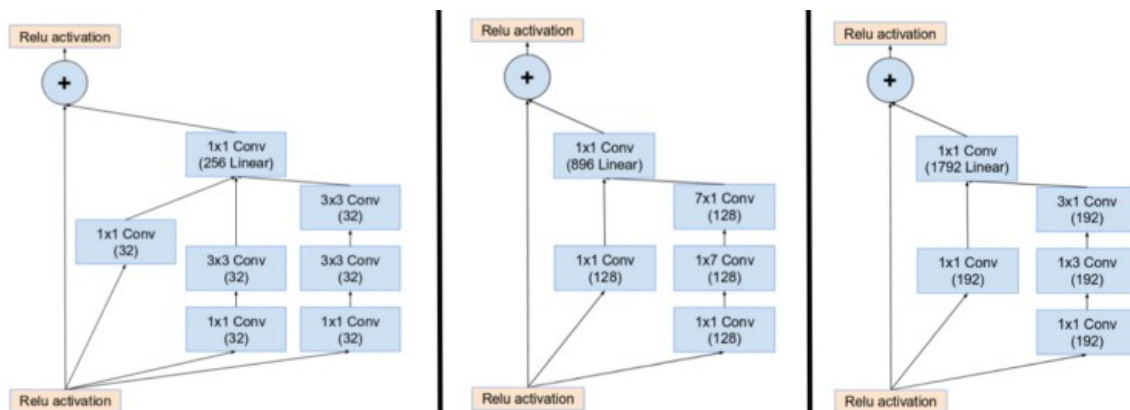 Relu activation
+
1x1 Conv
(256 Linear)
3x3 Conv
(32)
1x1 Conv
(32)
3x3 Conv
(32)
3x3 Conv
(32)
1x1 Conv
(32)
1x1 Conv
(32)
Relu activation
Relu activation
+
1x1 Conv
(896 Linear)
7x1 Conv
(128)
1x1 Conv
(128)
1x7 Conv
(128)
1x1 Conv
(128)
Relu activation
Relu activation
+
1x1 Conv
(1792 Linear)
3x1 Conv
(192)
1x1 Conv
(192)
1x3 Conv
(192)
1x1 Conv
(192)
Relu activation